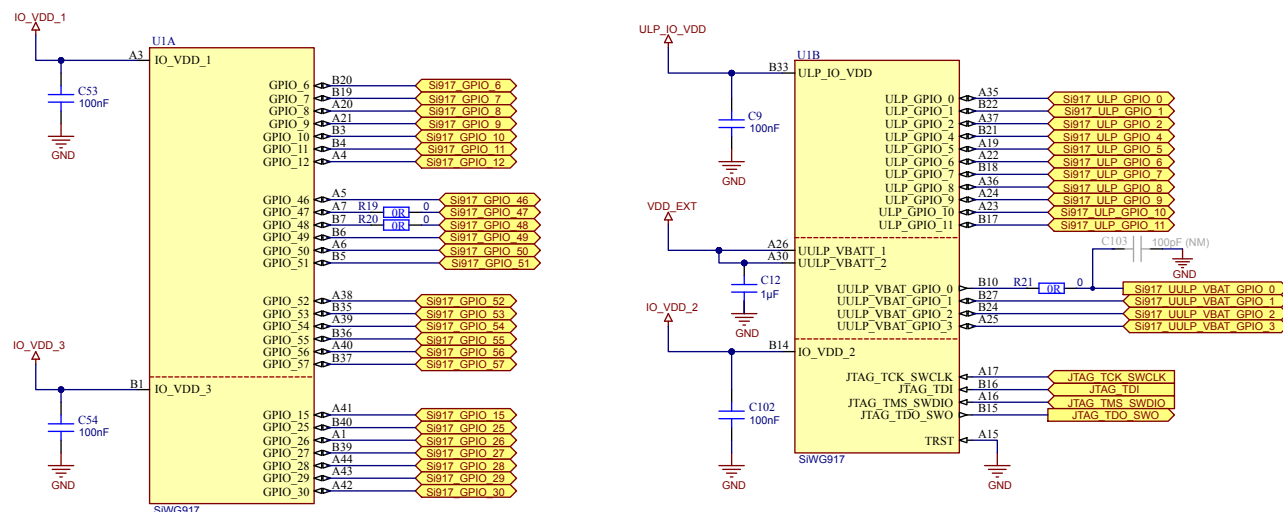 IO_VDD_1
U1A
A3 IO_VDD_1
C53
100nF
GND
GPIO_6 B20 Si917_GPIO_6
GPIO_7 B19 Si917_GPIO_7
GPIO_8 A20 Si917_GPIO_8
GPIO_9 A21 Si917_GPIO_9
GPIO_10 B3 Si917_GPIO_10
GPIO_11 B4 Si917_GPIO_11
GPIO_12 A4 Si917_GPIO_12
GPIO_46 A5 Si917_GPIO_46
GPIO_47 A7 R19 0R 0 Si917_GPIO_47
GPIO_48 B7 R20 0R 0 Si917_GPIO_48
GPIO_49 B6 Si917_GPIO_49
GPIO_50 A6 Si917_GPIO_50
GPIO_51 B5 Si917_GPIO_51
GPIO_52 A38 Si917_GPIO_52
GPIO_53 B35 Si917_GPIO_53
GPIO_54 A39 Si917_GPIO_54
GPIO_55 B36 Si917_GPIO_55
GPIO_56 A40 Si917_GPIO_56
GPIO_57 B37 Si917_GPIO_57
IO_VDD_3
B1 IO_VDD_3
C54
100nF
GND
GPIO_15 A41 Si917_GPIO_15
GPIO_25 B40 Si917_GPIO_25
GPIO_26 A1 Si917_GPIO_26
GPIO_27 B39 Si917_GPIO_27
GPIO_28 A44 Si917_GPIO_28
GPIO_29 A43 Si917_GPIO_29
GPIO_30 A42 Si917_GPIO_30
SiWG917
ULP_IO_VDD
U1B
B33 ULP_IO_VDD
C9
100nF
GND
ULP_GPIO_0 A35 Si917_ULP_GPIO_0
ULP_GPIO_1 B22 Si917_ULP_GPIO_1
ULP_GPIO_2 A37 Si917_ULP_GPIO_2
ULP_GPIO_4 B21 Si917_ULP_GPIO_4
ULP_GPIO_5 A19 Si917_ULP_GPIO_5
ULP_GPIO_6 A22 Si917_ULP_GPIO_6
ULP_GPIO_7 B18 Si917_ULP_GPIO_7
ULP_GPIO_8 A36 Si917_ULP_GPIO_8
ULP_GPIO_9 A24 Si917_ULP_GPIO_9
ULP_GPIO_10 A23 Si917_ULP_GPIO_10
ULP_GPIO_11 B17 Si917_ULP_GPIO_11
VDD_EXT
A26 UULP_VBATT_1
A30 UULP_VBATT_2
C12
1µF
GND
C103 100pF (NM)
GND
UULP_VBAT_GPIO_0 B10 R21 0R 0 Si917_UULP_VBAT_GPIO_0
UULP_VBAT_GPIO_1 B27 Si917_UULP_VBAT_GPIO_1
UULP_VBAT_GPIO_2 B24 Si917_UULP_VBAT_GPIO_2
UULP_VBAT_GPIO_3 A25 Si917_UULP_VBAT_GPIO_3
IO_VDD_2
B14 IO_VDD_2
C102
100nF
GND
JTAG_TCK_SWCLK A17 JTAG_TCK_SWCLK
JTAG_TDI B16 JTAG_TDI
JTAG_TMS_SWDIO A16 JTAG_TMS_SWDIO
JTAG_TDO_SWO B15 JTAG_TDO_SWO
TRST A15
GND
SiWG917